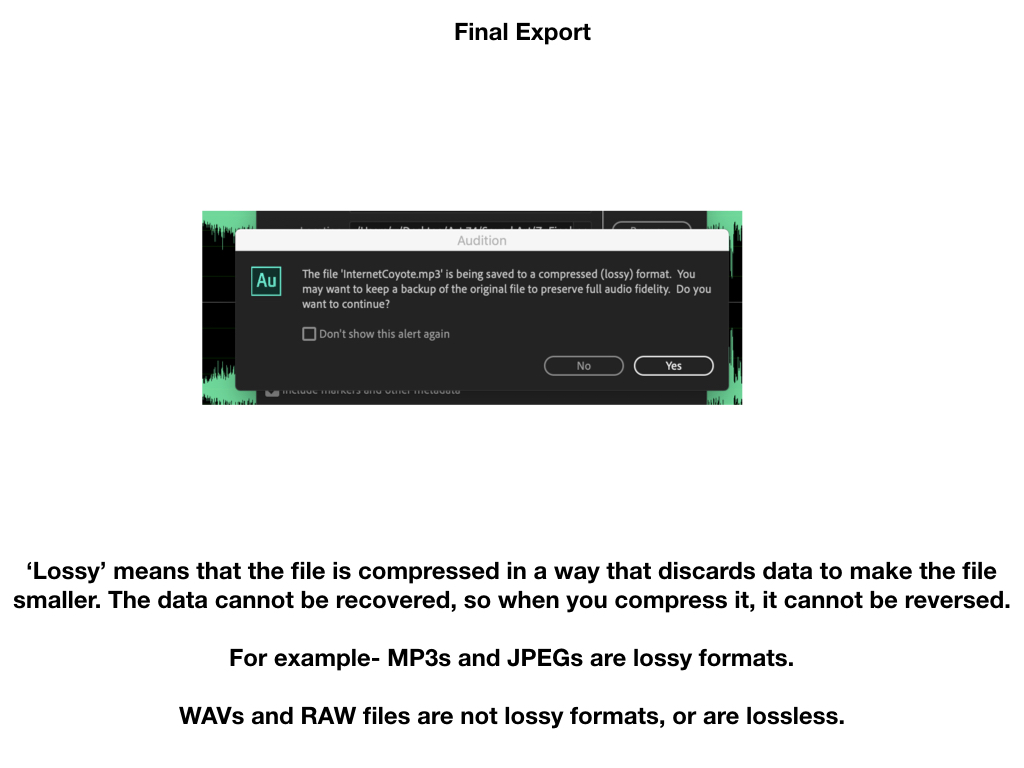 Final Export
Audition
Au
The file 'InternetCoyote.mp3' is being saved to a compressed (lossy) format. You
may want to keep a backup of the original file to preserve full audio fidelity. Do you
want to continue?
Don't show this alert again
No
Yes
Include markers and other metadata
‘Lossy’ means that the file is compressed in a way that discards data to make the file
smaller. The data cannot be recovered, so when you compress it, it cannot be reversed.
For example- MP3s and JPEGs are lossy formats.
WAVs and RAW files are not lossy formats, or are lossless.